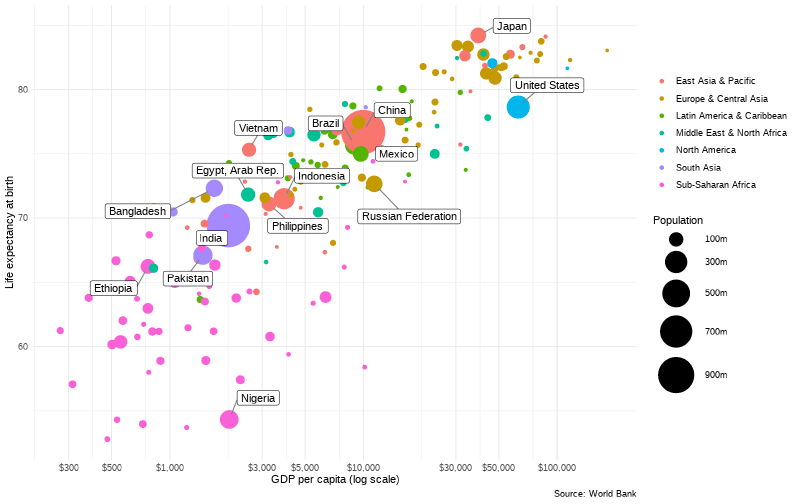 Life expectancy at birth
80
70
60
Japan
United States
China
Brazil
Vietnam
Mexico
Egypt, Arab Rep.
Indonesia
Bangladesh
Russian Federation
Philippines
India
Pakistan
Ethiopia
Nigeria
$300
$500
$1,000
$3,000
$5,000
$10,000
$30,000
$50,000
$100,000
GDP per capita (log scale)
East Asia & Pacific
Europe & Central Asia
Latin America & Caribbean
Middle East & North Africa
North America
South Asia
Sub-Saharan Africa
Population
100m
300m
500m
700m
900m
Source: World Bank